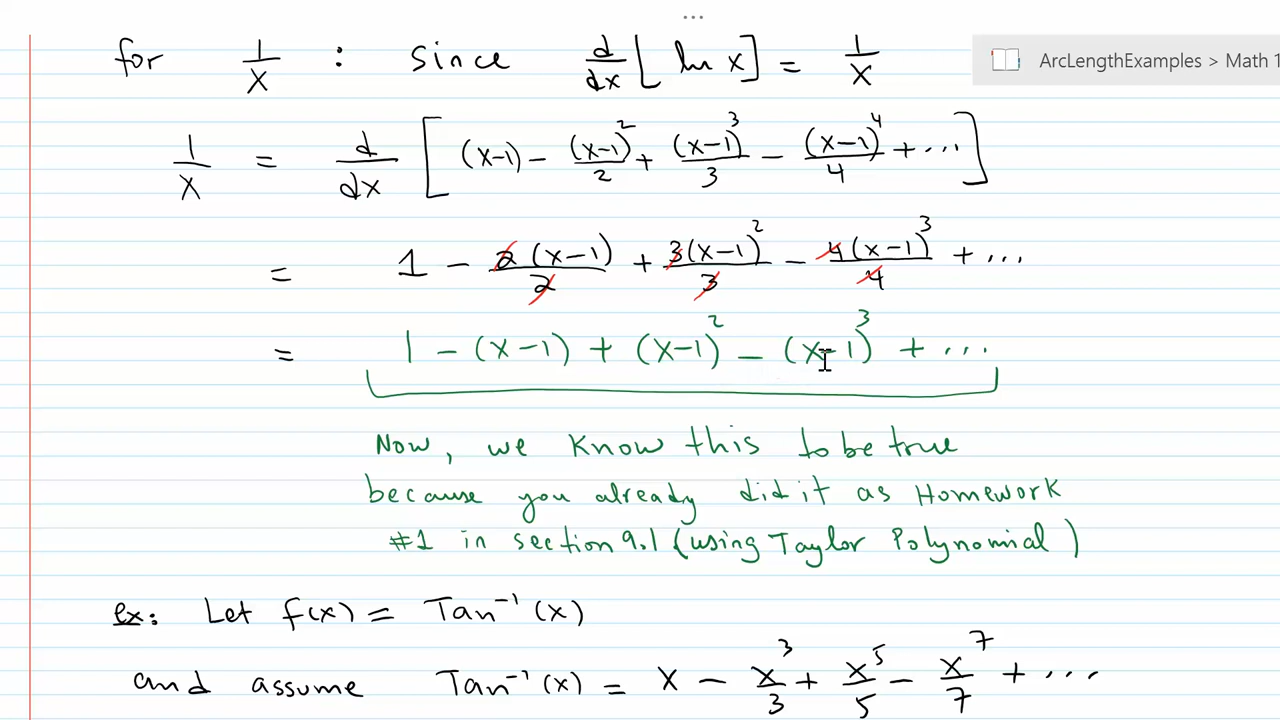 for 1/x : since d/dx [ ln x ] = 1/x
ArcLengthExamples > Math 1
1/x = d/dx [ (x-1) - (x-1)^2/2 + (x-1)^3/3 - (x-1)^4/4 + ... ]
= 1 - 2(x-1)/2 + 3(x-1)^2/3 - 4(x-1)^3/4 + ...
= 1 - (x-1) + (x-1)^2 - (x-1)^3 + ...
Now, we know this to be true
because you already did it as Homework
#1 in section 9.1 (using Taylor Polynomial)
ex: Let f(x) = Tan^-1 (x)
and assume Tan^-1 (x) = x - x^3/3 + x^5/5 - x^7/7 + ...